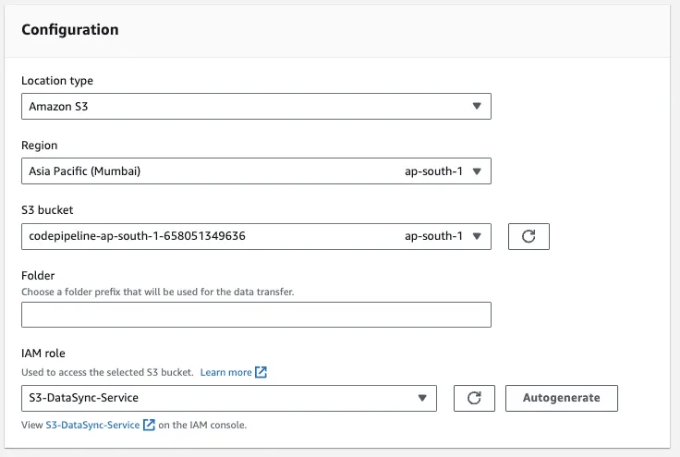 Configuration
Location type
Amazon S3
Region
Asia Pacific (Mumbai) ap-south-1
S3 bucket
codepipeline-ap-south-1-658051349636 ap-south-1
Folder
Choose a folder prefix that will be used for the data transfer.
IAM role
Used to access the selected S3 bucket. Learn more
S3-DataSync-Service Autogenerate
View S3-DataSync-Service on the IAM console.